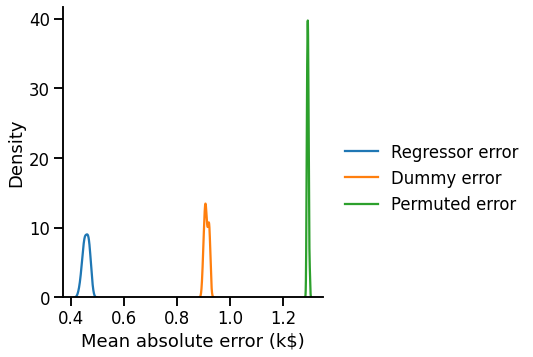 40
30
20
10
0
Density
0.4 0.6 0.8 1.0 1.2
Mean absolute error (k$)
Regressor error
Dummy error
Permuted error